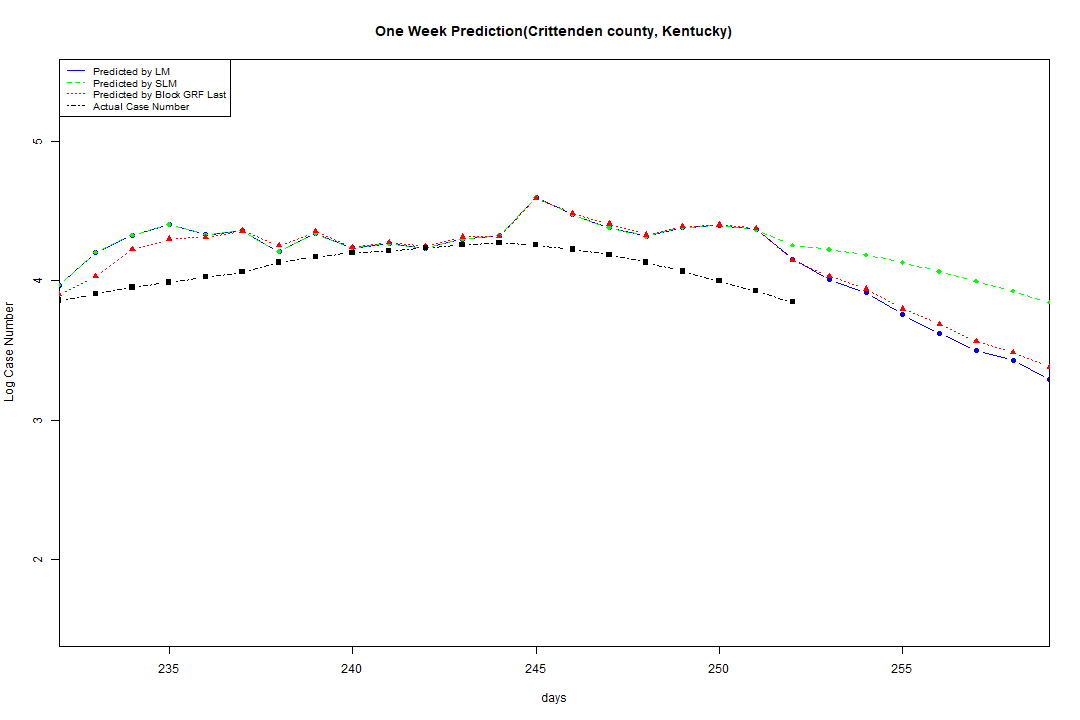 One Week Prediction(Crittenden county, Kentucky)
Predicted by LM
Predicted by SLM
Predicted by Block GRF Last
Actual Case Number
5
4
3
2
Log Case Number
235 240 245 250 255
days